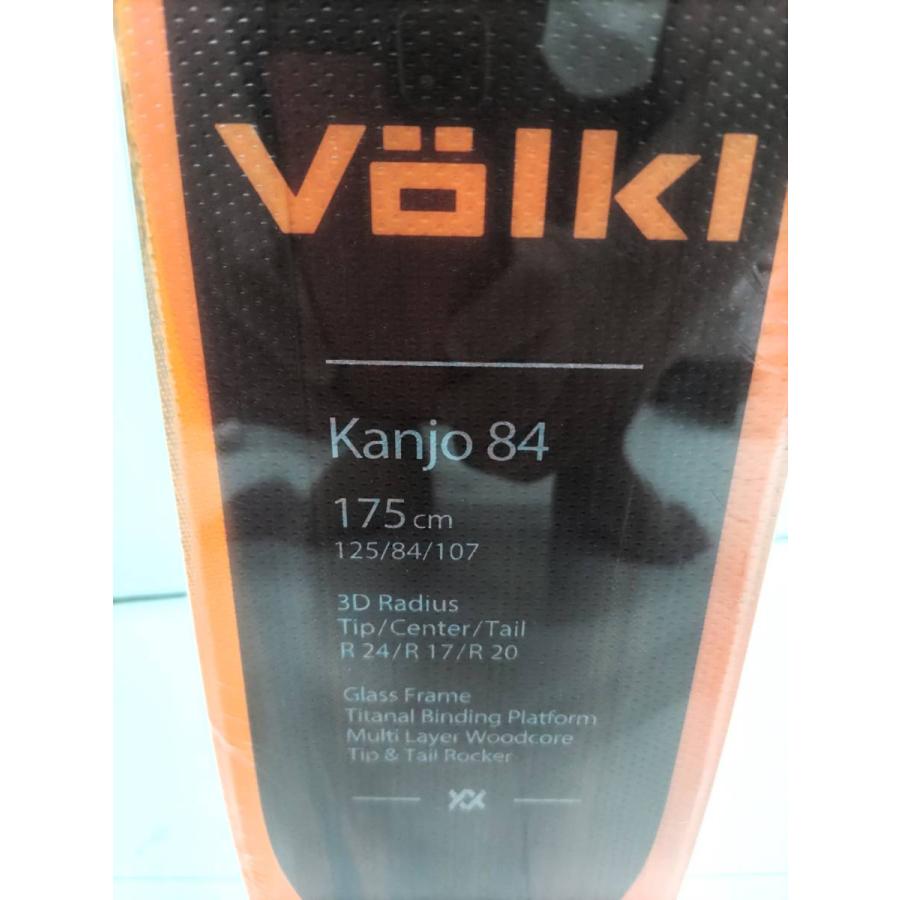 Völkl
Kanjo 84
175 cm
125/84/107
3D Radius
Tip/Center/Tail
R 24/R 17/R 20
Glass Frame
Titanal Binding Platform
Multi Layer Woodcore
Tip & Tail Rocker